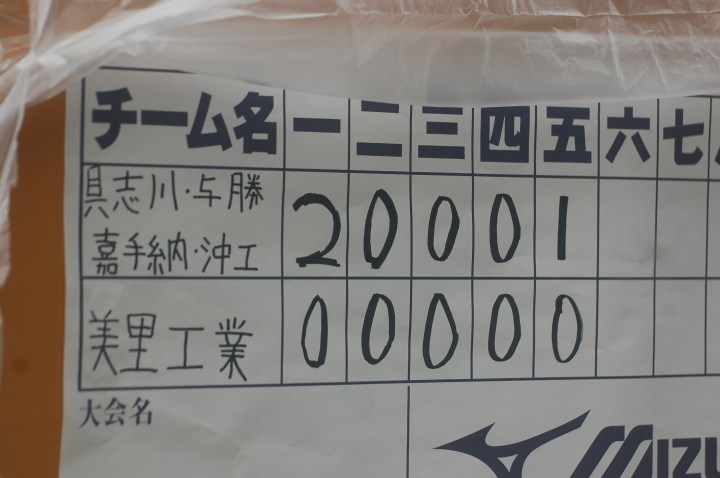 チーム名 一 二 三 四 五 六 七
具志川・与勝
嘉手納・沖工 2 0 0 0 1
美里工業 0 0 0 0 0
大会名
MIZU